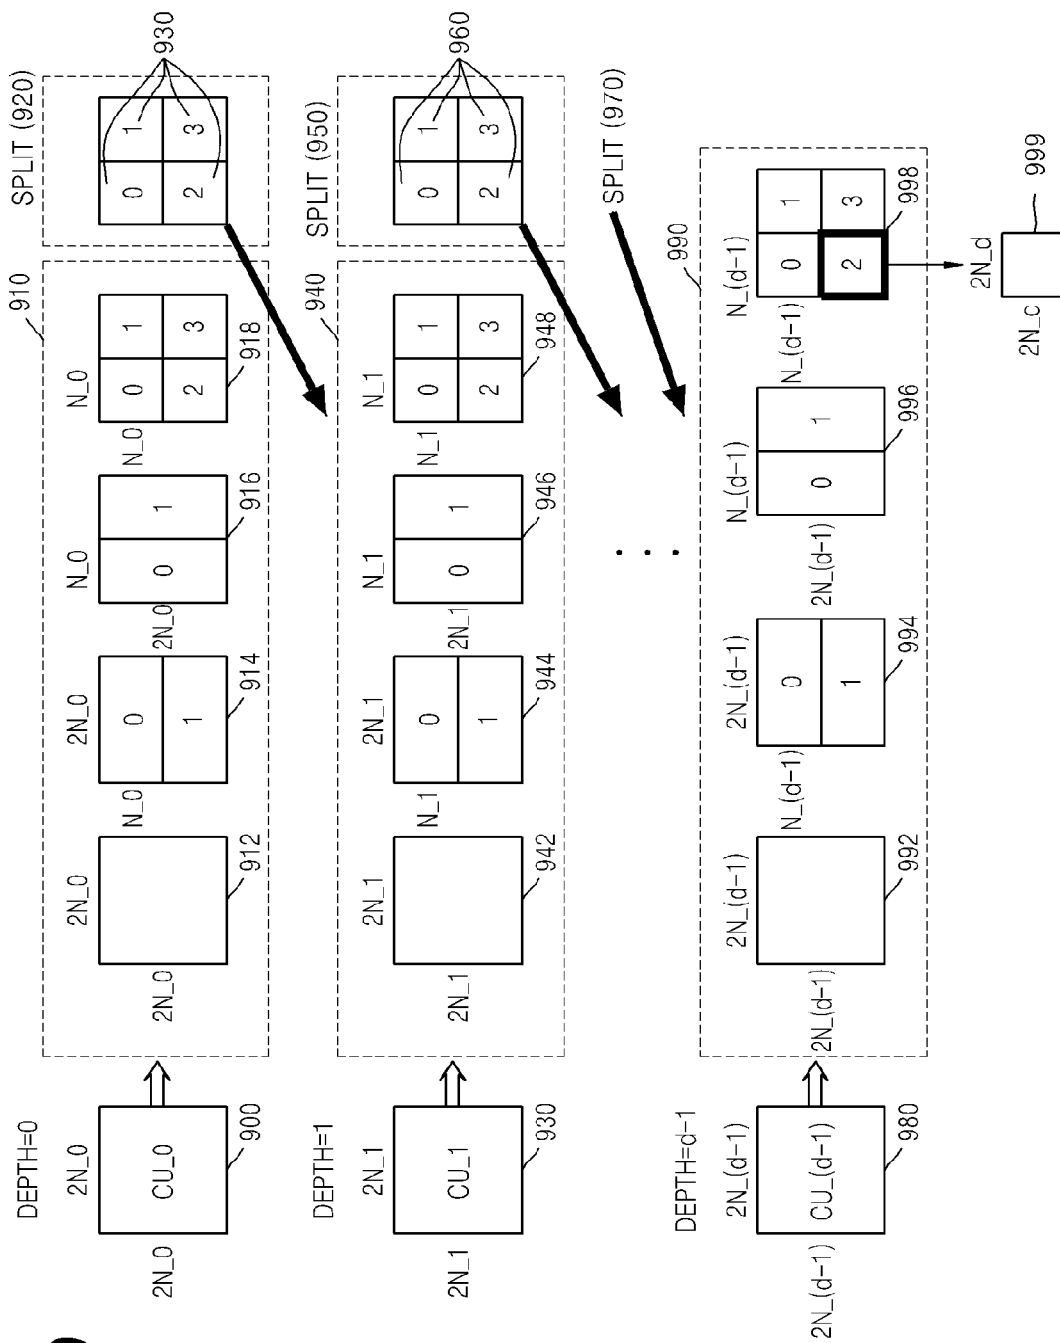 DEPTH=0
2N_0
2N_0
CU_0
900
910
2N_0
2N_0
912
2N_0
N_0
0
1
914
N_0
2N_0
0
1
916
N_0
N_0
0
1
2
3
918
SPLIT (920)
0
1
2
3
930
DEPTH=1
2N_1
2N_1
CU_1
930
940
2N_1
2N_1
942
2N_1
N_1
0
1
944
N_1
2N_1
0
1
946
N_1
N_1
0
1
2
3
948
SPLIT (950)
0
1
2
3
960
. . .
SPLIT (970)
DEPTH=d-1
2N_(d-1)
2N_(d-1)
CU_(d-1)
980
990
2N_(d-1)
2N_(d-1)
992
2N_(d-1)
N_(d-1)
0
1
994
N_(d-1)
2N_(d-1)
0
1
996
N_(d-1)
N_(d-1)
0
1
2
3
998
2N_d
2N_c
999